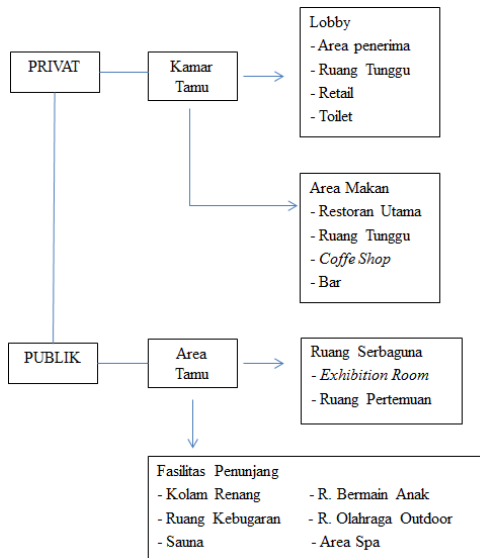 Lobby
- Area penerima
- Ruang Tunggu
- Retail
- Toilet
PRIVAT
Kamar
Tamu
Area Makan
- Restoran Utama
- Ruang Tunggu
- Coffe Shop
- Bar
PUBLIK
Area
Tamu
Ruang Serbaguna
- Exhibition Room
- Ruang Pertemuan
Fasilitas Penunjang
- Kolam Renang
- R. Bermain Anak
- Ruang Kebugaran
- R. Olahraga Outdoor
- Sauna
- Area Spa